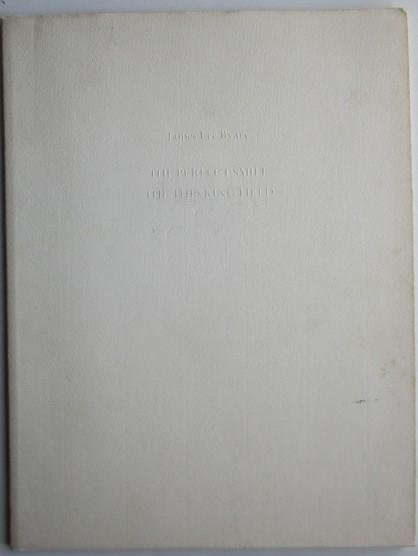 James Lee Byars
THE PERFECT SMILE
THE THINKING FIELD